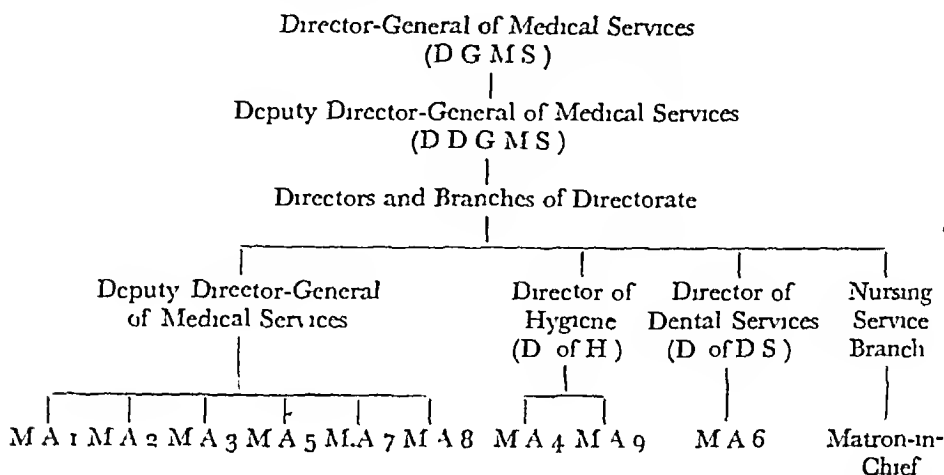 Director-General of Medical Services
(D G M S)
Deputy Director-General of Medical Services
(D D G M S)
Directors and Branches of Directorate
Deputy Director-General
of Medical Services
Director of
Hygiene
(D of H)
Director of
Dental Services
(D of D S)
Nursing
Service
Branch
M A 1 M A 2 M A 3 M A 5 M.A 7 M A 8 M A 4 M A 9 M A 6 Matron-in-
Chief